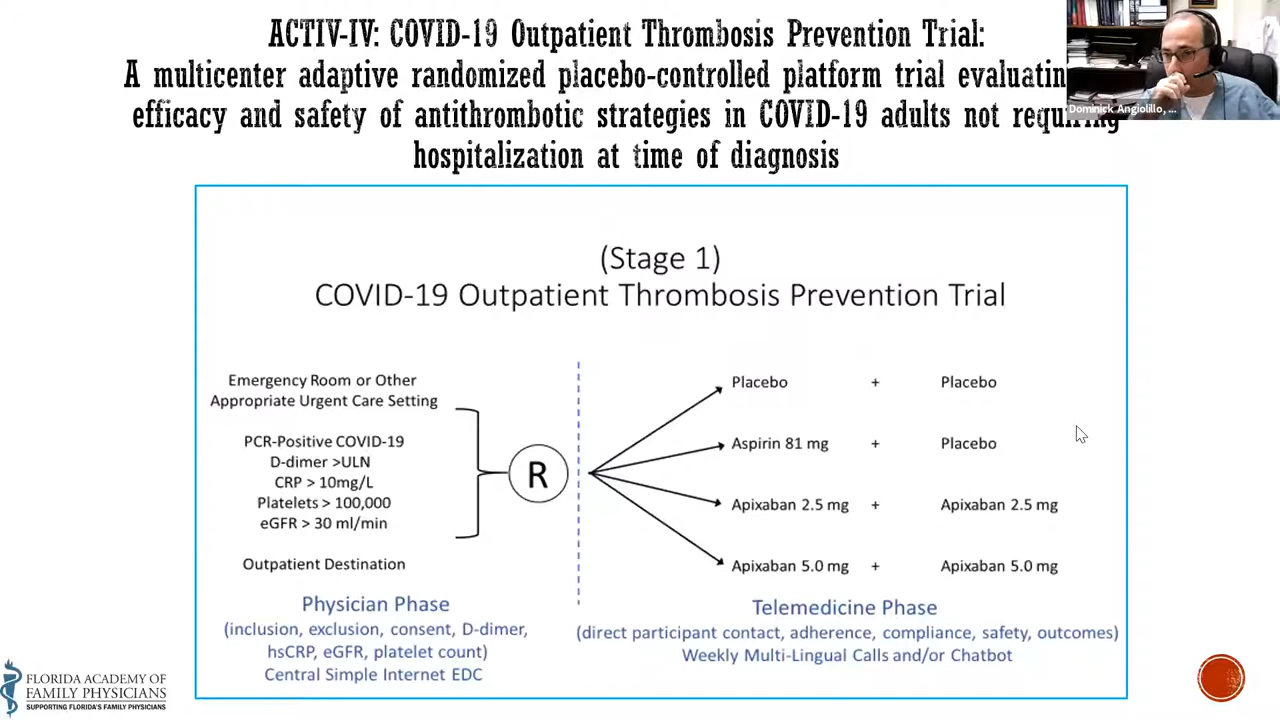 ACTIV-IV: COVID-19 Outpatient Thrombosis Prevention Trial:
A multicenter adaptive randomized placebo-controlled platform trial evaluatin
efficacy and safety of antithrombotic strategies in COVID-19 adults not requiring
hospitalization at time of diagnosis
Dominick Angiolillo, ...
(Stage 1)
COVID-19 Outpatient Thrombosis Prevention Trial
Emergency Room or Other
Appropriate Urgent Care Setting
PCR-Positive COVID-19
D-dimer >ULN
CRP > 10mg/L
Platelets > 100,000
eGFR > 30 ml/min
Outpatient Destination
R
Placebo + Placebo
Aspirin 81 mg + Placebo
Apixaban 2.5 mg + Apixaban 2.5 mg
Apixaban 5.0 mg + Apixaban 5.0 mg
Physician Phase
(inclusion, exclusion, consent, D-dimer,
hsCRP, eGFR, platelet count)
Central Simple Internet EDC
Telemedicine Phase
(direct participant contact, adherence, compliance, safety, outcomes)
Weekly Multi-Lingual Calls and/or Chatbot
FLORIDA ACADEMY OF
FAMILY PHYSICIANS
SUPPORTING FLORIDA'S FAMILY PHYSICIANS